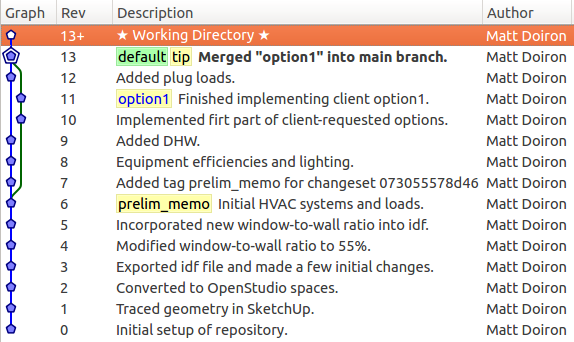 Graph Rev Description Author
13+ ★ Working Directory ★ Matt Doiron
13 default tip Merged "option1" into main branch. Matt Doiron
12 Added plug loads. Matt Doiron
11 option1 Finished implementing client option1. Matt Doiron
10 Implemented firt part of client-requested options. Matt Doiron
9 Added DHW. Matt Doiron
8 Equipment efficiencies and lighting. Matt Doiron
7 Added tag prelim_memo for changeset 073055578d46 Matt Doiron
6 prelim_memo Initial HVAC systems and loads. Matt Doiron
5 Incorporated new window-to-wall ratio into idf. Matt Doiron
4 Modified window-to-wall ratio to 55%. Matt Doiron
3 Exported idf file and made a few initial changes. Matt Doiron
2 Converted to OpenStudio spaces. Matt Doiron
1 Traced geometry in SketchUp. Matt Doiron
0 Initial setup of repository. Matt Doiron